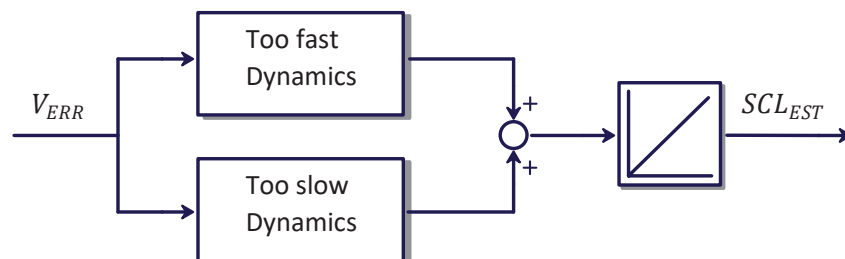 Too fast
Dynamics
V_ERR
+
SCL_EST
+
Too slow
Dynamics